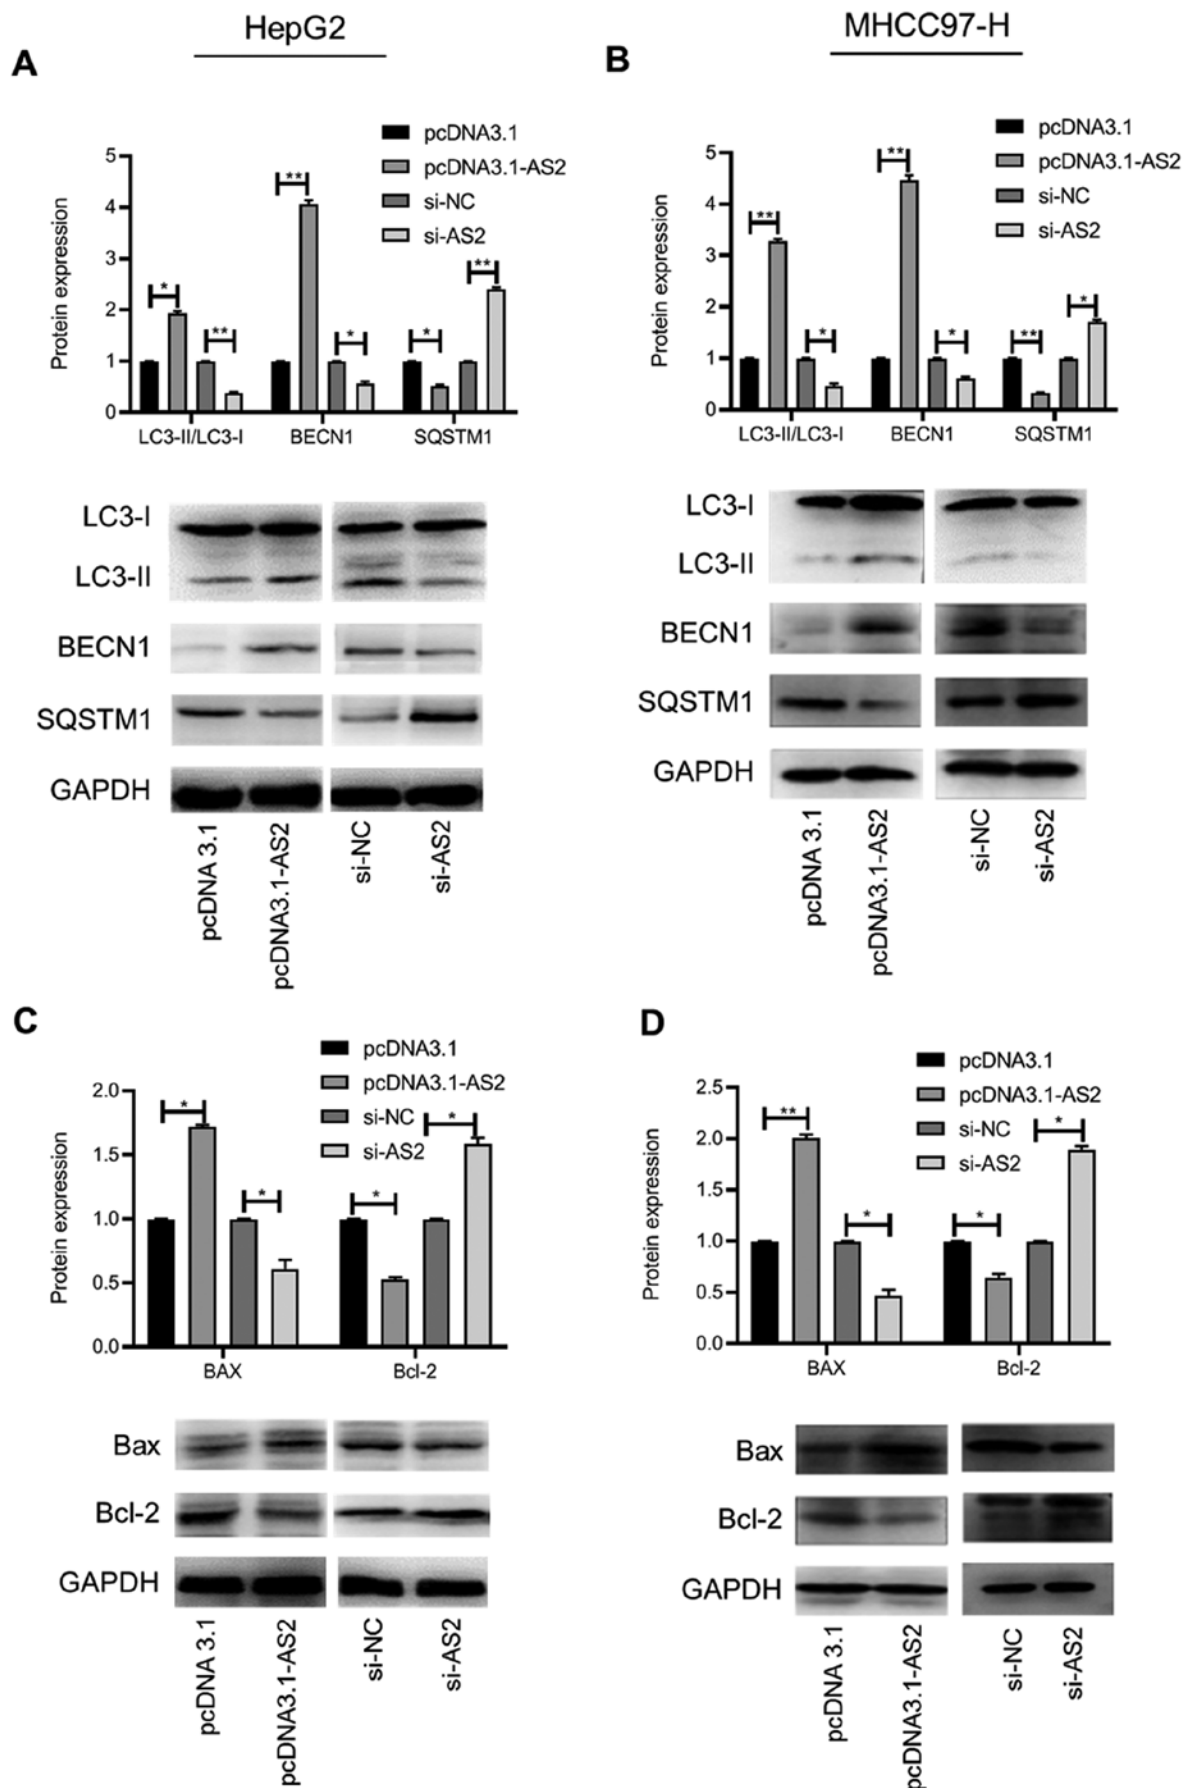 HepG2
MHCC97-H
A
pcDNA3.1
pcDNA3.1-AS2
si-NC
si-AS2
Protein expression
5
4
3
2
1
0
*
**
**
*
*
**
LC3-II/LC3-I
BECN1
SQSTM1
LC3-I
LC3-II
BECN1
SQSTM1
GAPDH
pcDNA 3.1
pcDNA3.1-AS2
si-NC
si-AS2
B
pcDNA3.1
pcDNA3.1-AS2
si-NC
si-AS2
Protein expression
5
4
3
2
1
0
**
*
**
*
**
*
LC3-II/LC3-I
BECN1
SQSTM1
LC3-I
LC3-II
BECN1
SQSTM1
GAPDH
pcDNA 3.1
pcDNA3.1-AS2
si-NC
si-AS2
C
pcDNA3.1
pcDNA3.1-AS2
si-NC
si-AS2
Protein expression
2.0
1.5
1.0
0.5
0.0
*
*
*
*
BAX
Bcl-2
Bax
Bcl-2
GAPDH
pcDNA 3.1
pcDNA3.1-AS2
si-NC
si-AS2
D
pcDNA3.1
pcDNA3.1-AS2
si-NC
si-AS2
Protein expression
2.5
2.0
1.5
1.0
0.5
0.0
**
*
*
*
BAX
Bcl-2
Bax
Bcl-2
GAPDH
pcDNA 3.1
pcDNA3.1-AS2
si-NC
si-AS2